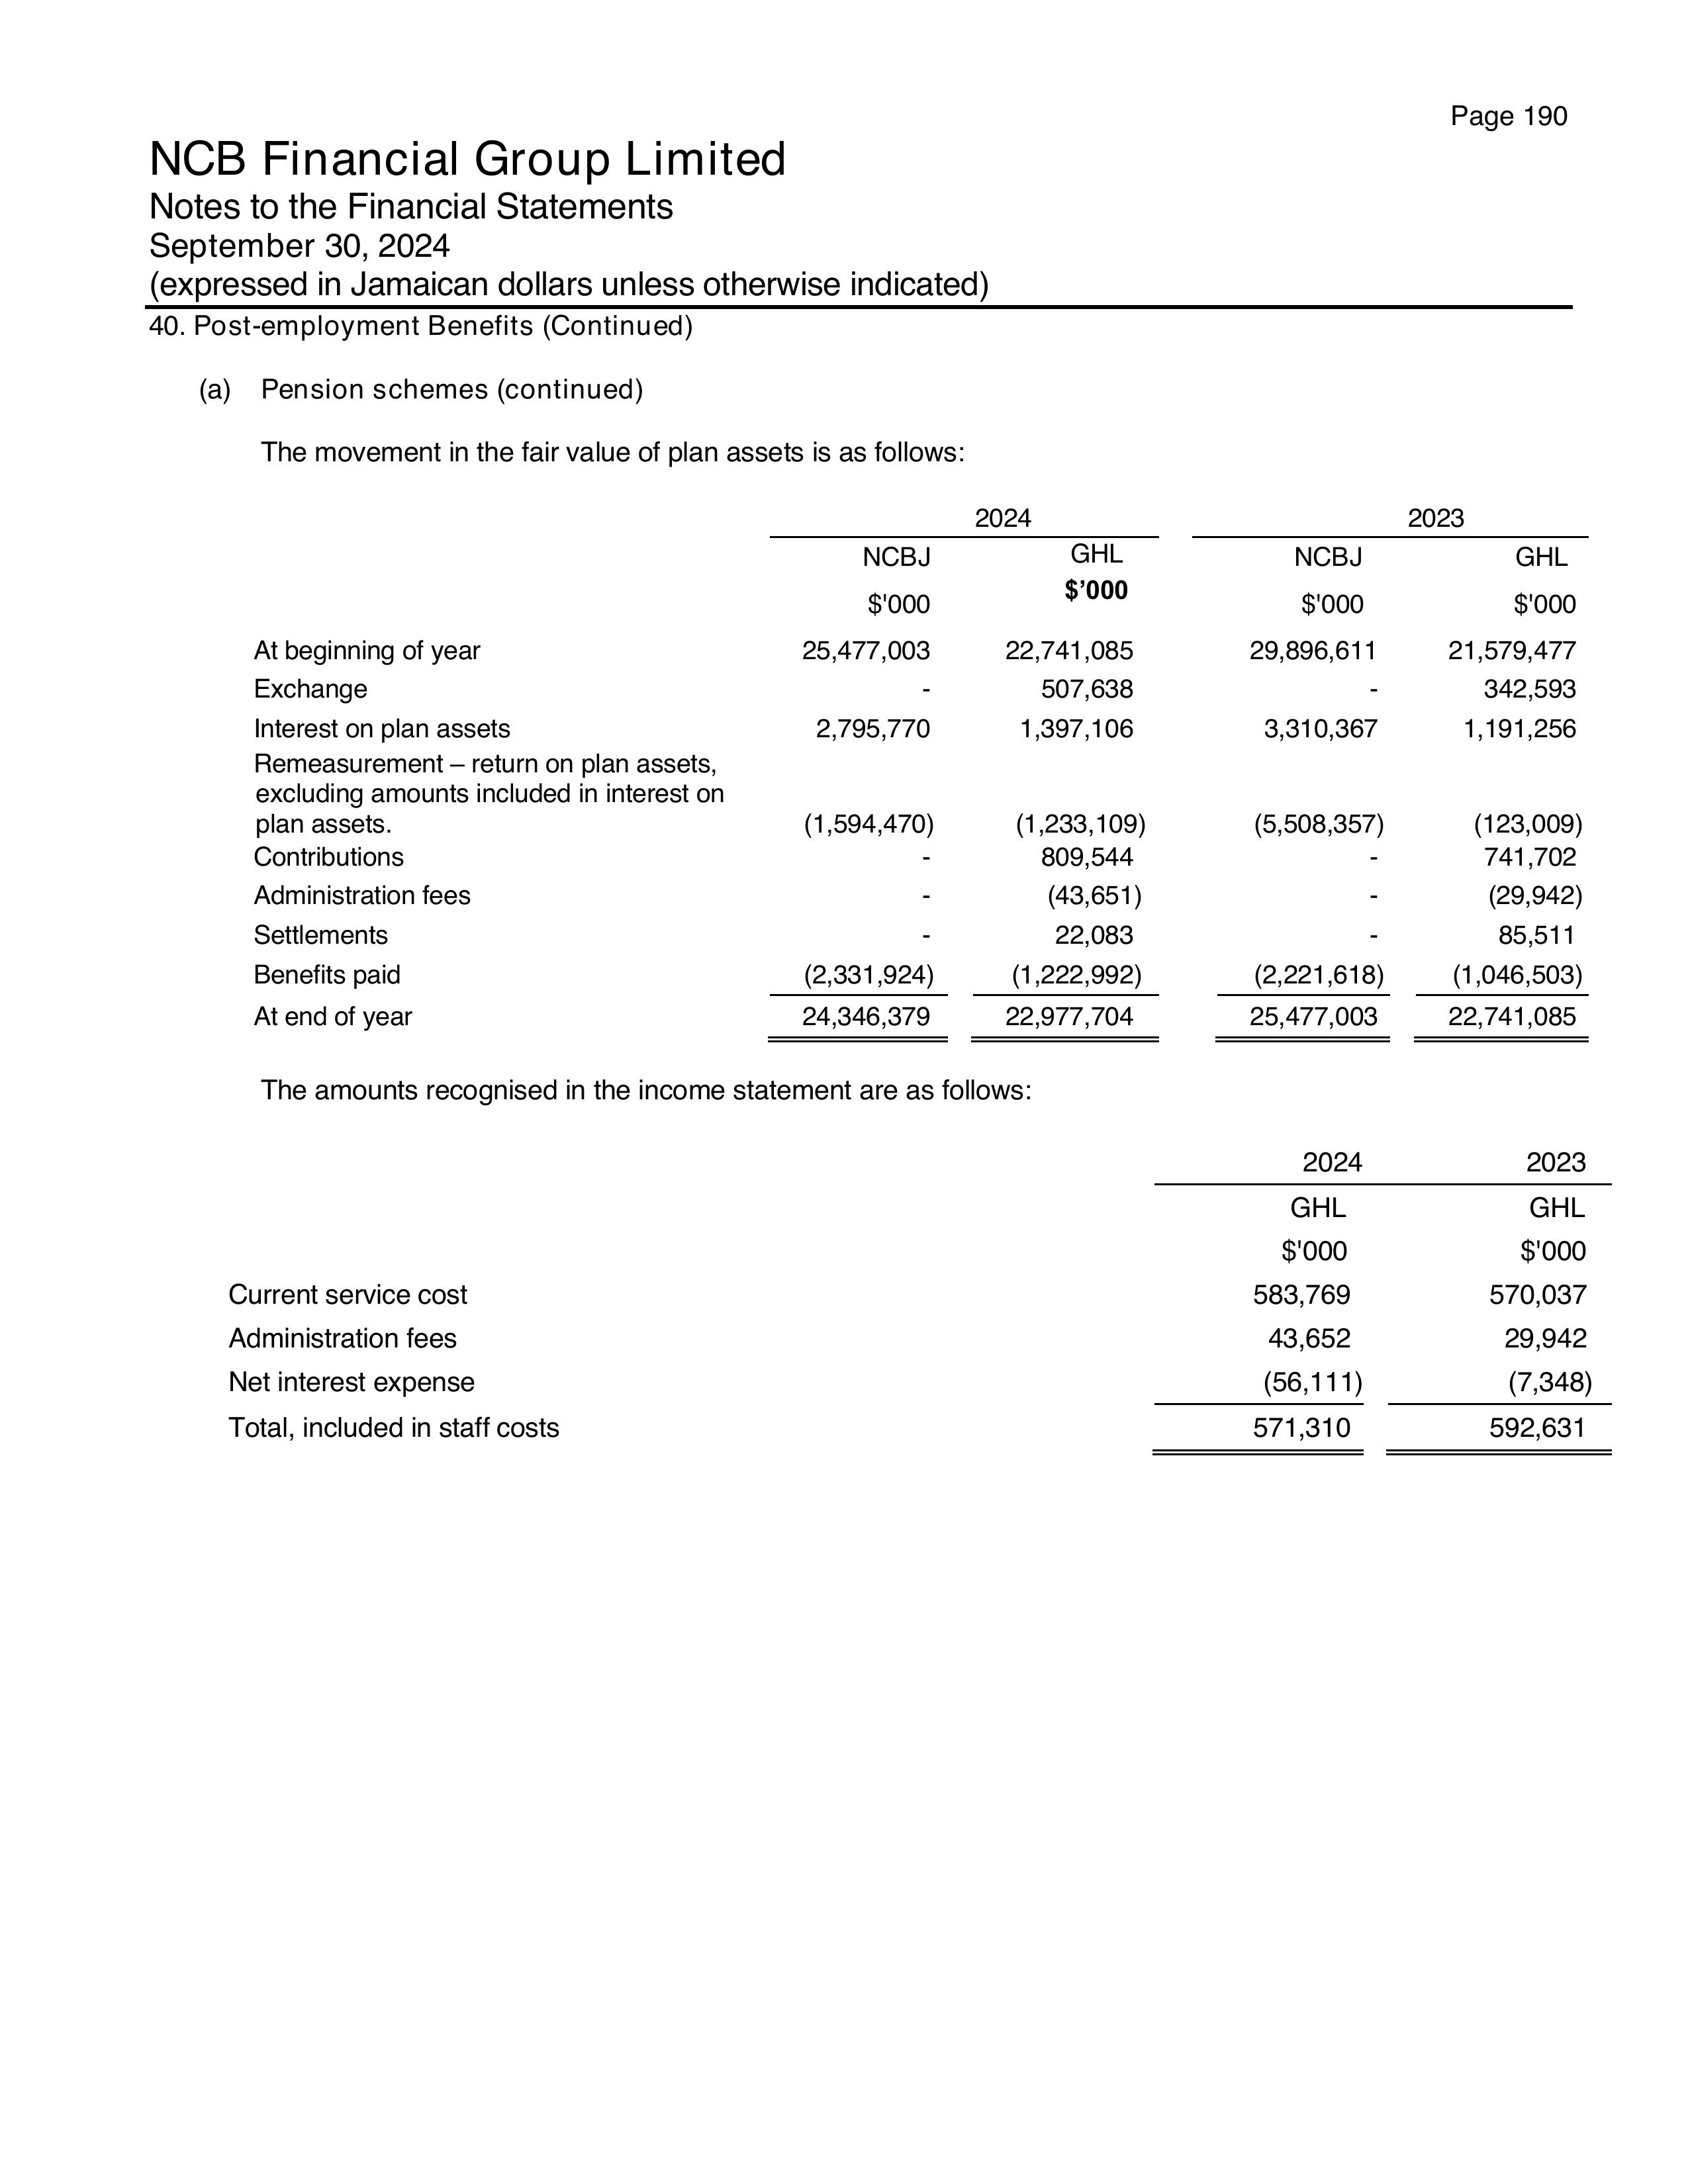 Page 190
NCB Financial Group Limited
Notes to the Financial Statements
September 30, 2024
(expressed in Jamaican dollars unless otherwise indicated)
40. Post-employment Benefits (Continued)
(a) Pension schemes (continued)
The movement in the fair value of plan assets is as follows:
2024 2023
NCBJ GHL NCBJ GHL
$'000 $’000 $'000 $'000
At beginning of year 25,477,003 22,741,085 29,896,611 21,579,477
Exchange - 507,638 - 342,593
Interest on plan assets 2,795,770 1,397,106 3,310,367 1,191,256
Remeasurement – return on plan assets,
excluding amounts included in interest on
plan assets. (1,594,470) (1,233,109) (5,508,357) (123,009)
Contributions - 809,544 - 741,702
Administration fees - (43,651) - (29,942)
Settlements - 22,083 - 85,511
Benefits paid (2,331,924) (1,222,992) (2,221,618) (1,046,503)
At end of year 24,346,379 22,977,704 25,477,003 22,741,085
The amounts recognised in the income statement are as follows:
2024 2023
GHL GHL
$'000 $'000
Current service cost 583,769 570,037
Administration fees 43,652 29,942
Net interest expense (56,111) (7,348)
Total, included in staff costs 571,310 592,631